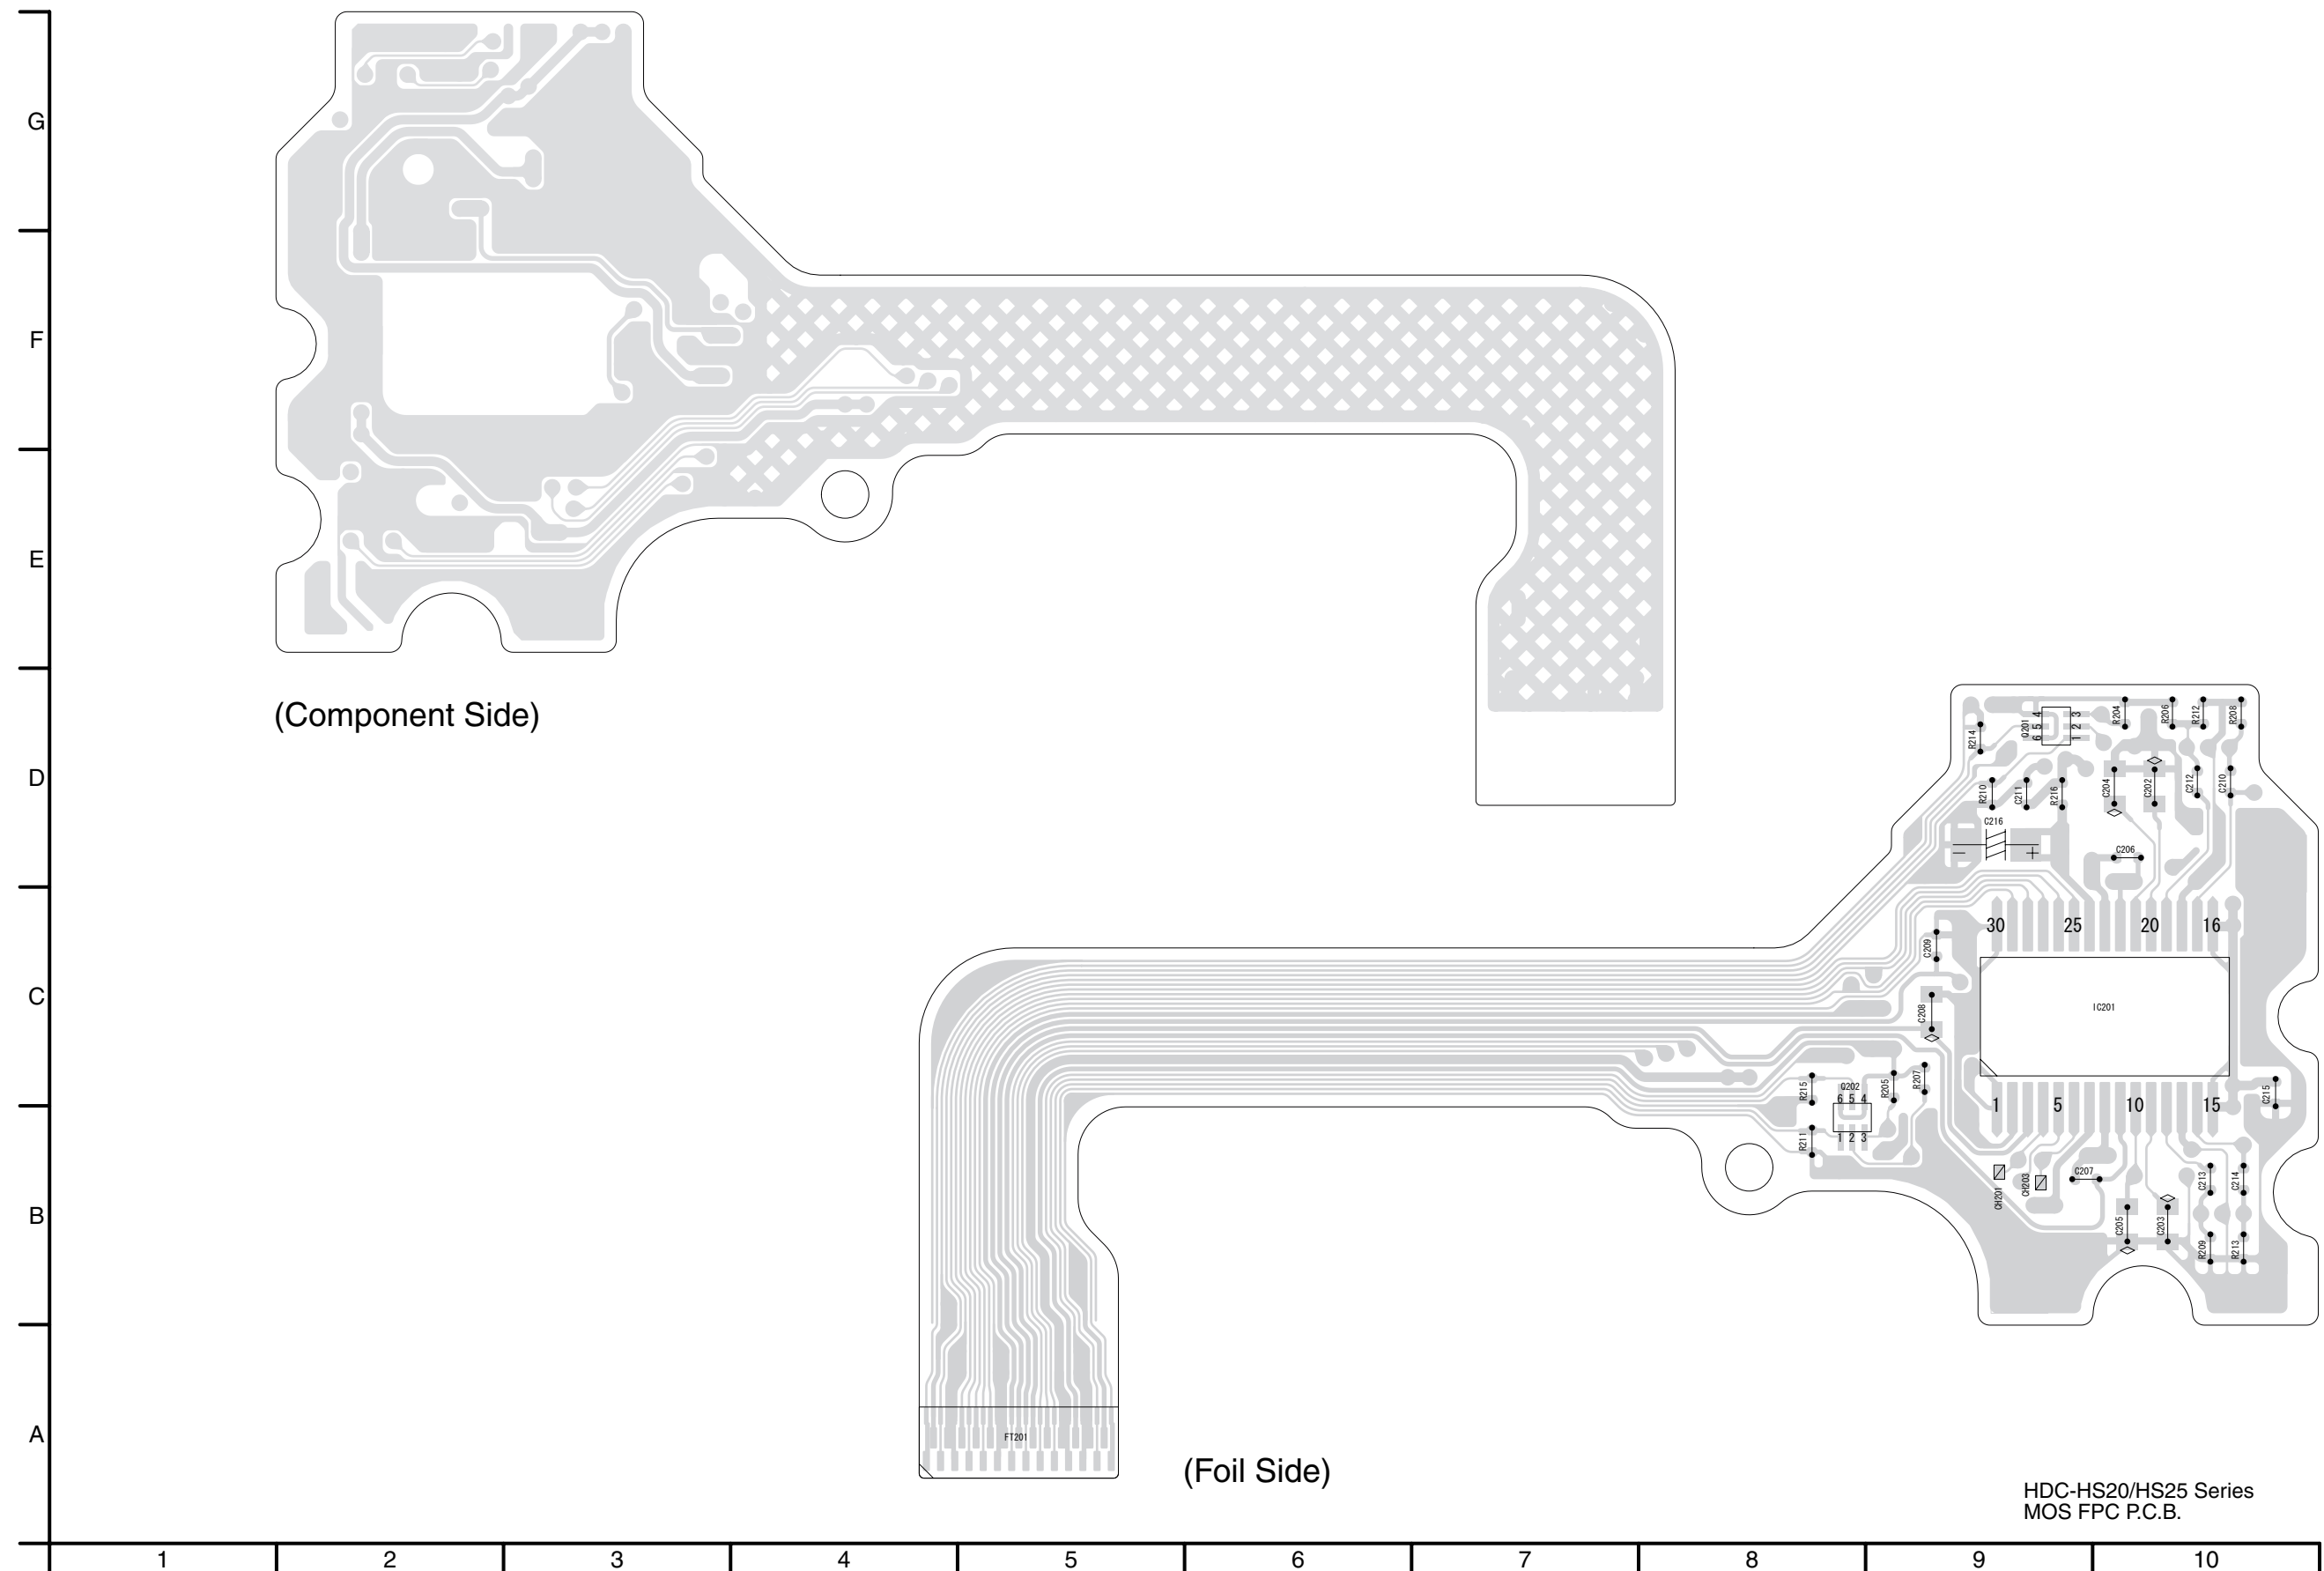 G
F
(Component Side)
E
D
Q201
4 3
5 2
6 1
R214
R204
R206
R212
R208
R210
C211
R216
C204
C202
C212
C210
C216
− +
C206
30 25 20 16
C209
C
C208
IC201
R215
Q202
6 5 4
1 2 3
R205
R207
C215
1 5 10 15
R211
CH201
CH203
C207
C213
C214
B
C205
C203
R209
R213
A
FT201
(Foil Side)
HDC-HS20/HS25 Series
MOS FPC P.C.B.
1 2 3 4 5 6 7 8 9 10